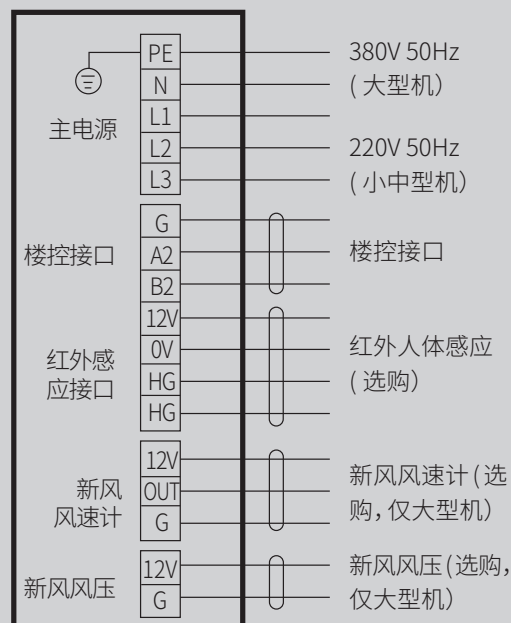 PE
N
L1
L2
L3
主电源
380V 50Hz
( 大型机）
220V 50Hz
( 小中型机）
G
A2
B2
楼控接口
楼控接口
12V
0V
HG
HG
红外感
应接口
红外人体感应
( 选购）
12V
OUT
G
新风
风速计
新风风速计 ( 选
购，仅大型机）
12V
G
新风风压
新风风压 (选购，
仅大型机）